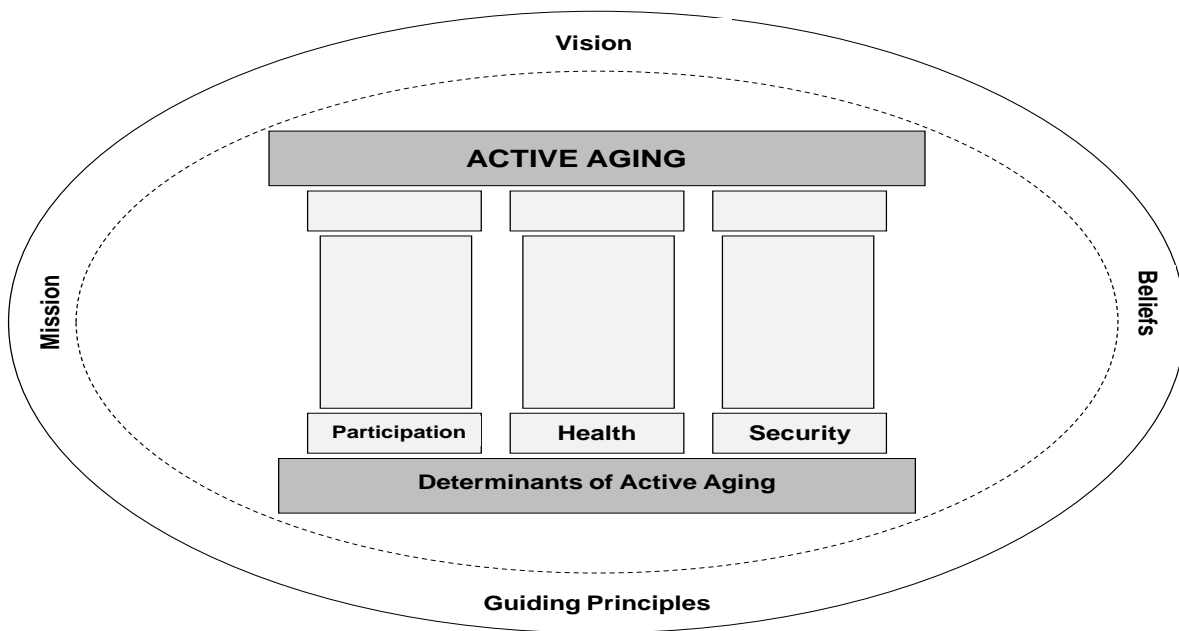 Vision
ACTIVE AGING
Mission
Beliefs
Participation
Health
Security
Determinants of Active Aging
Guiding Principles